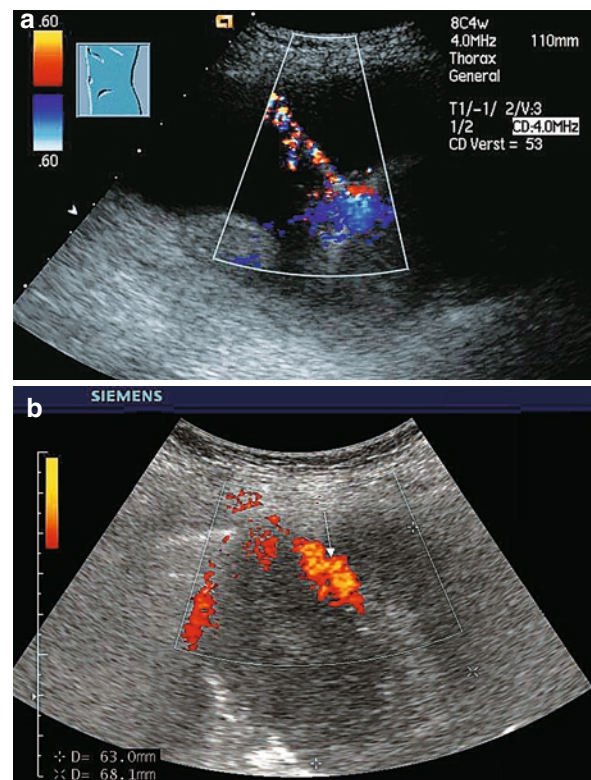 a
.60
.60
8C4w
4.0MHz 110mm
Thorax
General
T1/-1/ 2/V:3
1/2 CD:4.0MHz
CD Verst = 53
b
SIEMENS
D= 63.0mm
D= 68.1mm